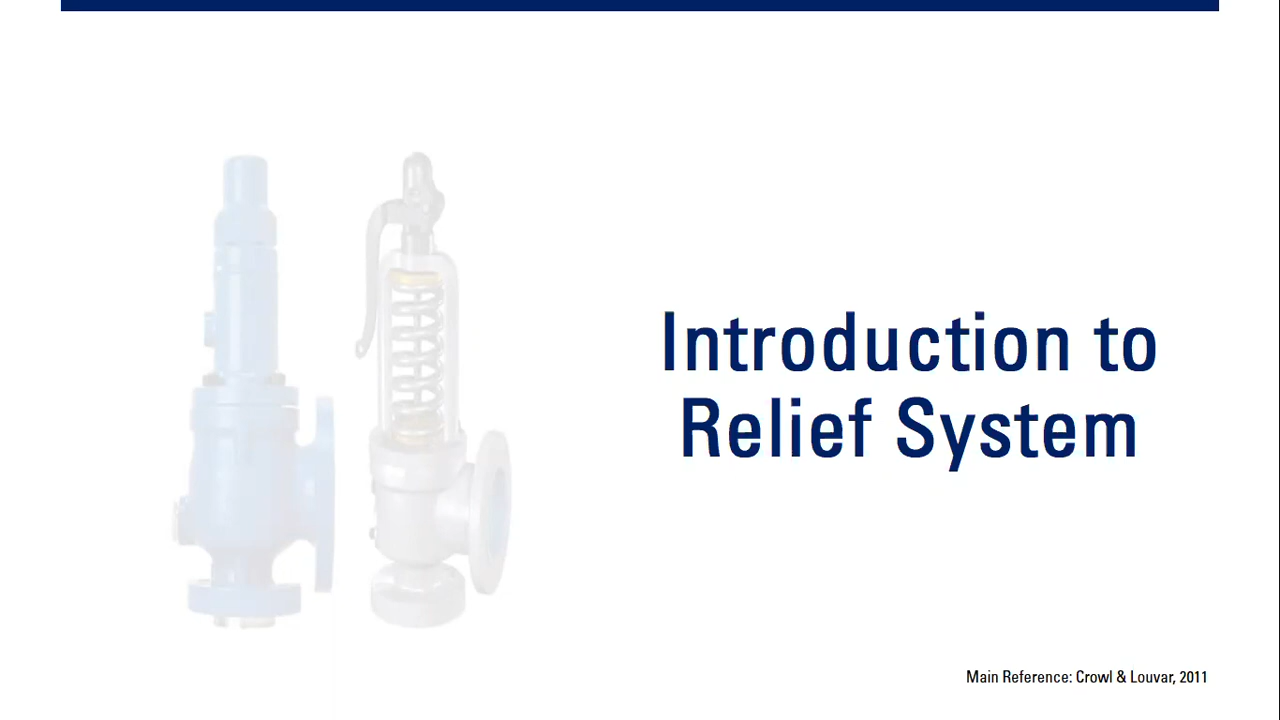 Introduction to
Relief System
Main Reference: Crowl & Louvar, 2011